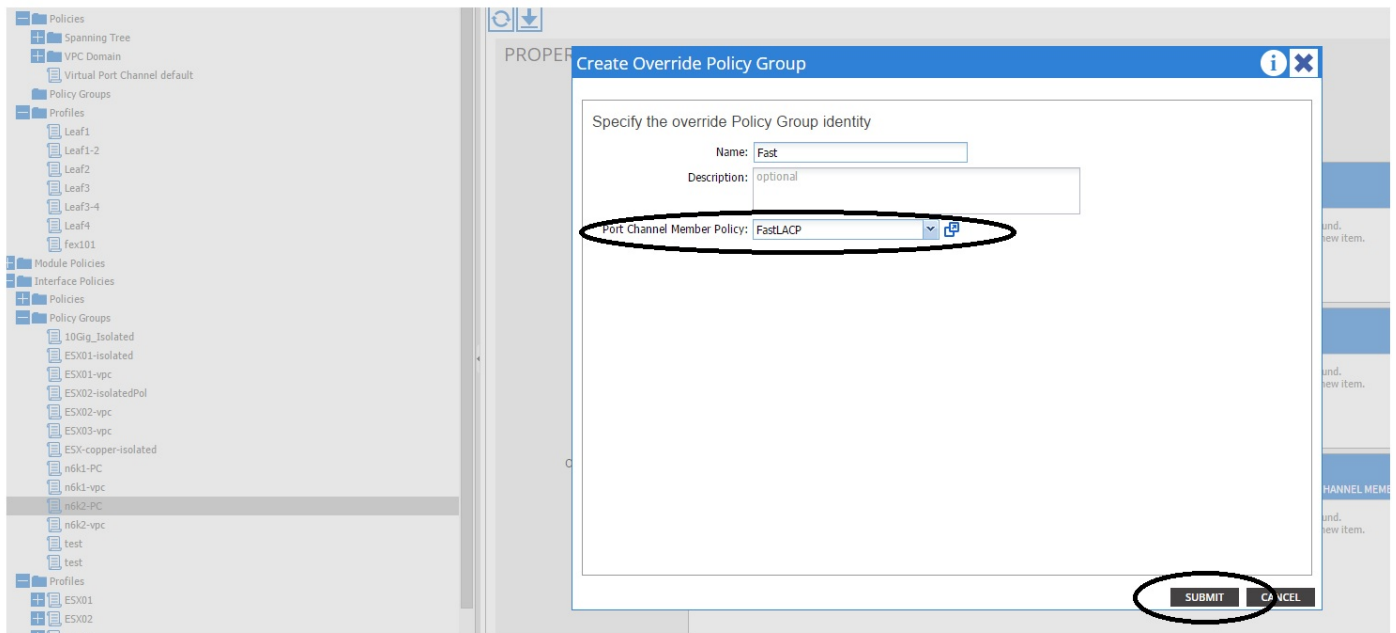 Policies
Spanning Tree
VPC Domain
Virtual Port Channel default
Policy Groups
Profiles
Leaf1
Leaf1-2
Leaf2
Leaf3
Leaf3-4
Leaf4
fex101
Module Policies
Interface Policies
Policies
Policy Groups
10Gig_Isolated
ESX01-isolated
ESX01-vpc
ESX02-isolatedPol
ESX02-vpc
ESX03-vpc
ESX-copper-isolated
n6k1-PC
n6k1-vpc
n6k2-PC
n6k2-vpc
test
test
Profiles
ESX01
ESX02
PROPER
Create Override Policy Group
i
Specify the override Policy Group identity
Name: Fast
Description: optional
Port Channel Member Policy: FastLACP
SUBMIT CANCEL
und.
new item.
und.
new item.
HANNEL MEMB
und.
new item.